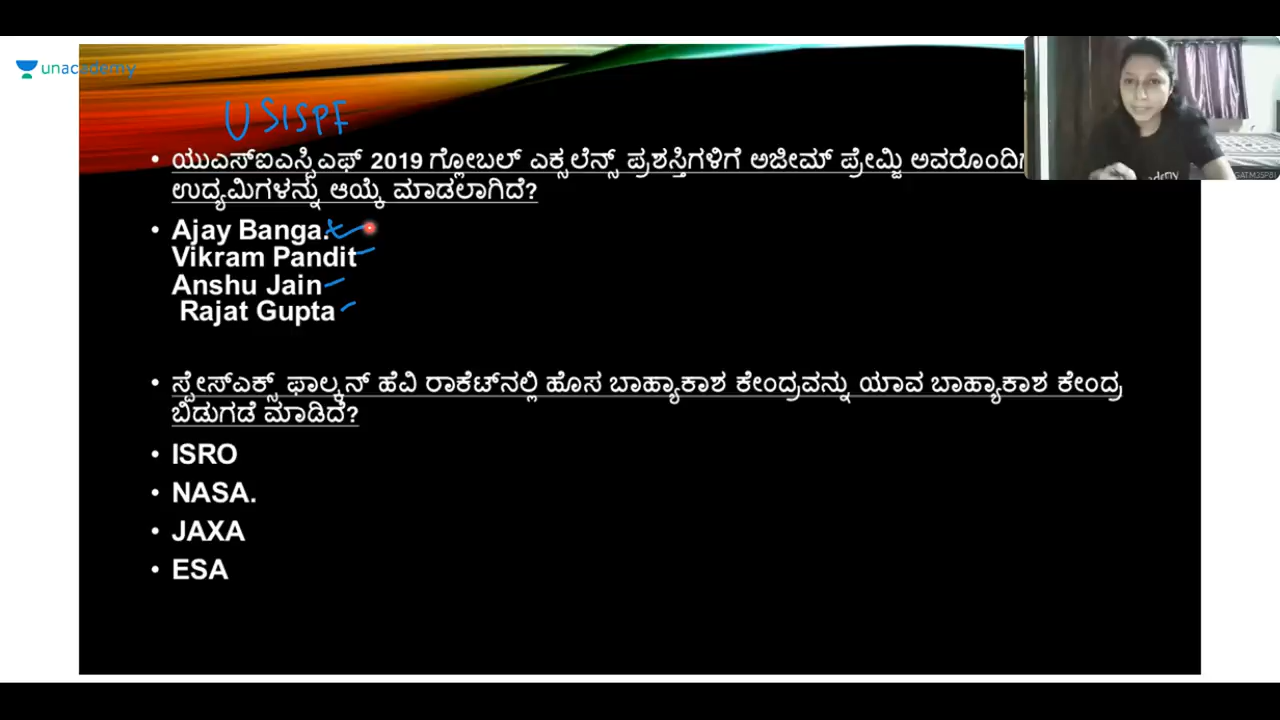 unacademy
USISPF
• ಯುಎಸ್ಐಎಸ್ಪಿಎಫ್ 2019 ಗ್ಲೋಬಲ್ ಎಕ್ಸಲೆನ್ಸ್ ಪ್ರಶಸ್ತಿಗಳಿಗೆ ಅಜೀಮ್ ಪ್ರೇಮ್ಜಿ
ಉದ್ಯಮಿಗಳನ್ನು ಆಯ್ಕೆ ಮಾಡಲಾಗಿದೆ?
• Ajay Banga.
Vikram Pandit
Anshu Jain
Rajat Gupta
• ಸ್ಪೇಸ್ಎಕ್ಸ್ ಫಾಲ್ಕನ್ ಹೆವಿ ರಾಕೆಟ್‌ನಲ್ಲಿ ಹೊಸ ಬಾಹ್ಯಾಕಾಶ ಕೇಂದ್ರವನ್ನು ಯಾವ ಬಾಹ್ಯಾಕಾಶ ಕೇಂದ್ರ
ಬಿಡುಗಡೆ ಮಾಡಿದೆ?
• ISRO
• NASA.
• JAXA
• ESA